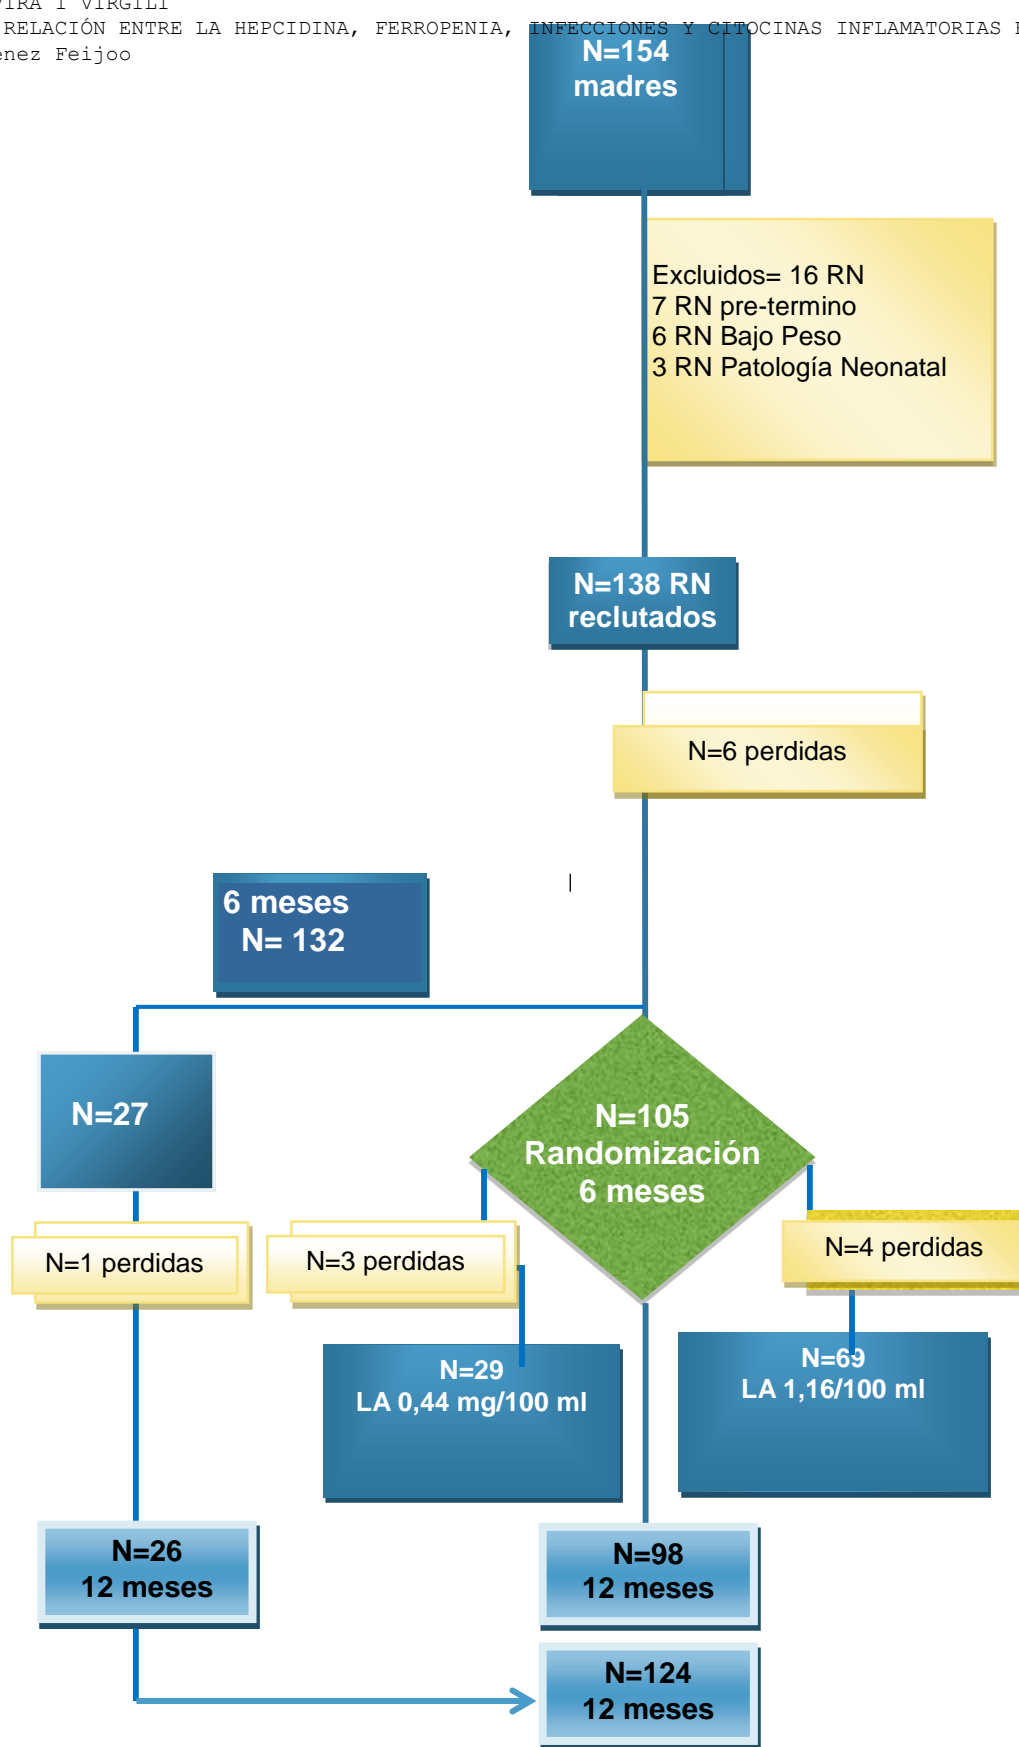 VIRA I VIRGILI
RELACIÓN ENTRE LA HEPCIDINA, FERROPENIA, INFECCIONES Y CITOCINAS INFLAMATORIAS
enez Feijoo
N=154
madres
Excluidos= 16 RN
7 RN pre-termino
6 RN Bajo Peso
3 RN Patología Neonatal
N=138 RN
reclutados
N=6 perdidas
6 meses
N= 132
N=27
N=105
Randomización
6 meses
N=1 perdidas
N=3 perdidas
N=4 perdidas
N=29
LA 0,44 mg/100 ml
N=69
LA 1,16/100 ml
N=26
12 meses
N=98
12 meses
N=124
12 meses